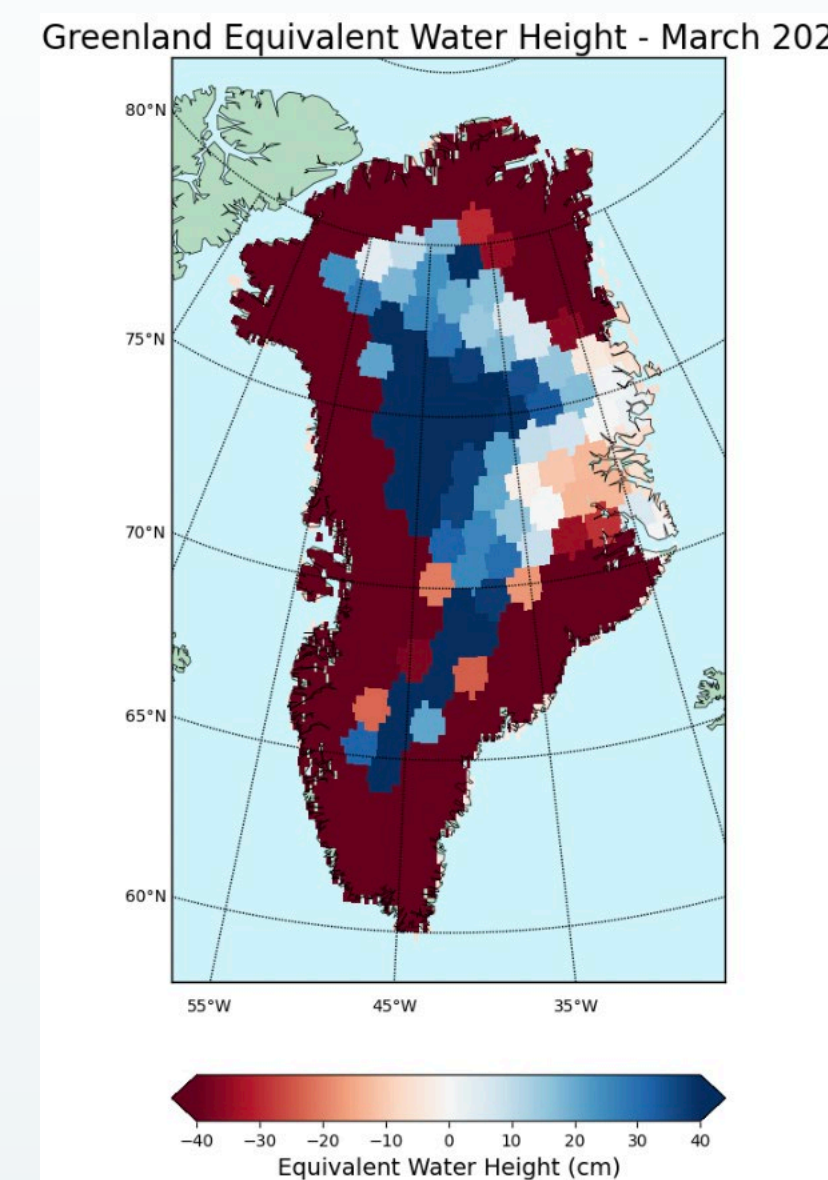 Greenland Equivalent Water Height - March 202
80°N
75°N
70°N
65°N
60°N
55°W 45°W 35°W
−40 −30 −20 −10 0 10 20 30 40
Equivalent Water Height (cm)